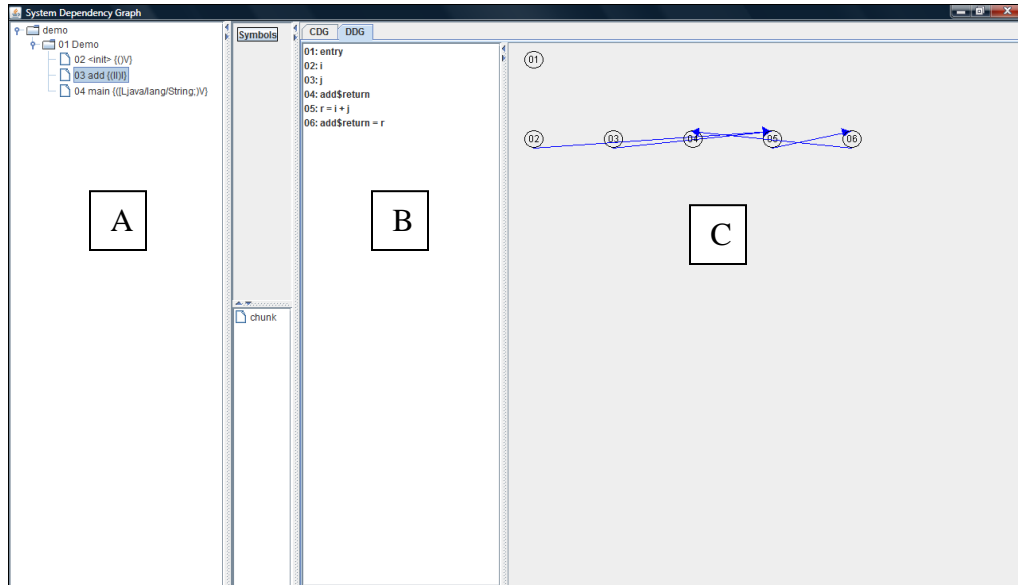 System Dependency Graph
demo
01 Demo
02 <init> {()V}
03 add {(II)I}
04 main {([Ljava/lang/String;)V}
Symbols
chunk
CDG DDG
01: entry
02: i
03: j
04: add$return
05: r = i + j
06: add$return = r
01
02 03 04 05 06
A B C